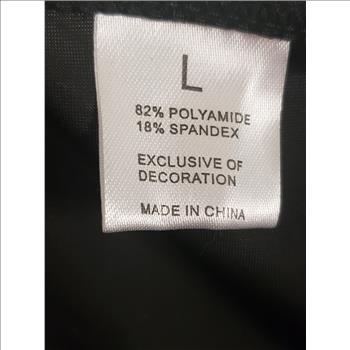 L
82% POLYAMIDE
18% SPANDEX
EXCLUSIVE OF
DECORATION
MADE IN CHINA